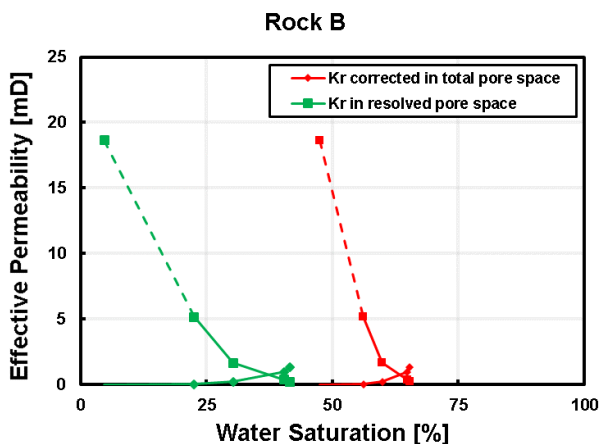 Rock B
Kr corrected in total pore space
Kr in resolved pore space
Effective Permeability [mD]
25
20
15
10
5
0
0 25 50 75 100
Water Saturation [%]